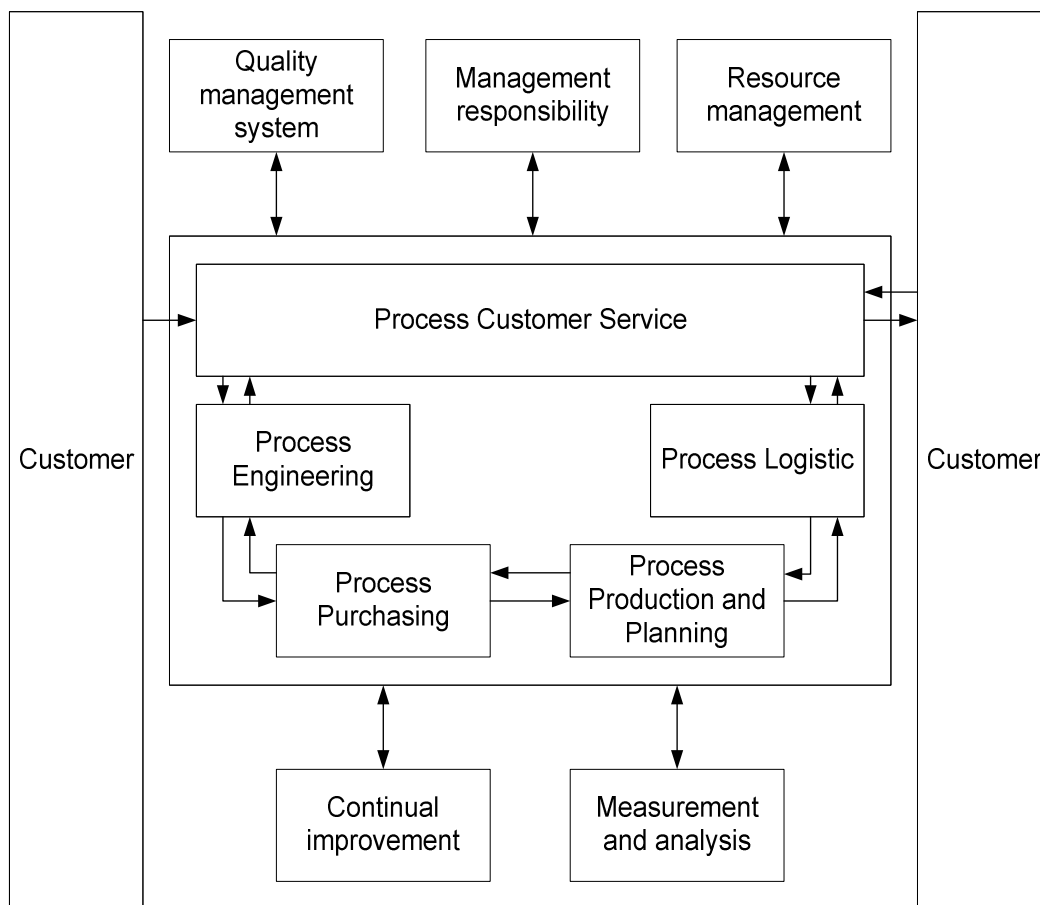 Quality
management
system
Management
responsibility
Resource
management
Process Customer Service
Customer
Process
Engineering
Process Logistic
Customer
Process
Purchasing
Process
Production and
Planning
Continual
improvement
Measurement
and analysis